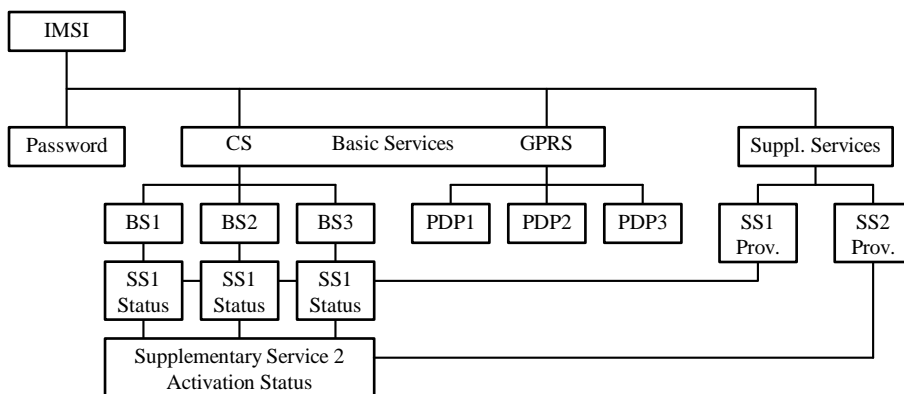 IMSI
Password
CS Basic Services GPRS
Suppl. Services
BS1 BS2 BS3 PDP1 PDP2 PDP3
SS1 Prov.
SS2 Prov.
SS1 Status
SS1 Status
SS1 Status
Supplementary Service 2
Activation Status